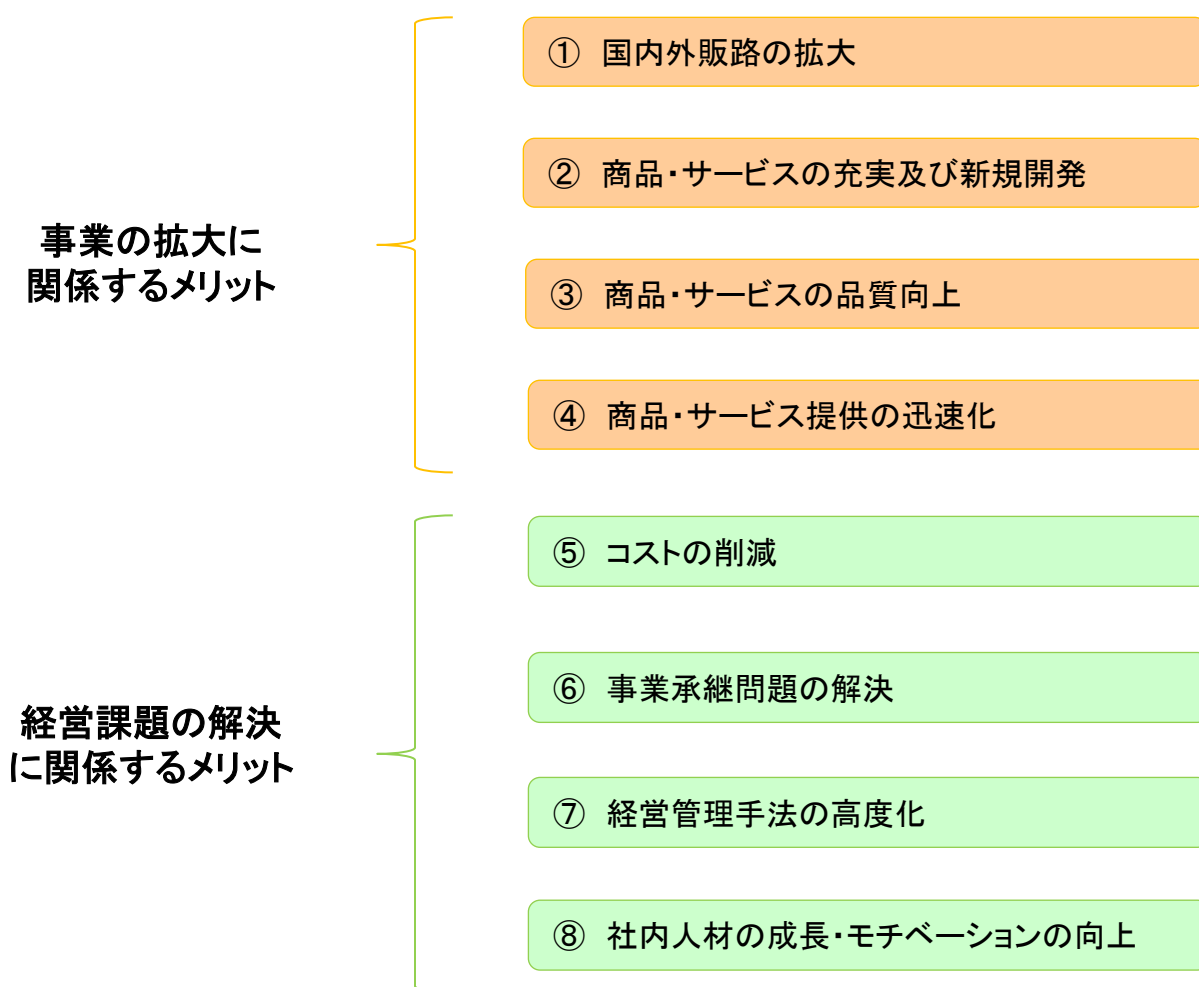 事業の拡大に
関係するメリット
① 国内外販路の拡大
② 商品・サービスの充実及び新規開発
③ 商品・サービスの品質向上
④ 商品・サービス提供の迅速化
経営課題の解決
に関係するメリット
⑤ コストの削減
⑥ 事業承継問題の解決
⑦ 経営管理手法の高度化
⑧ 社内人材の成長・モチベーションの向上